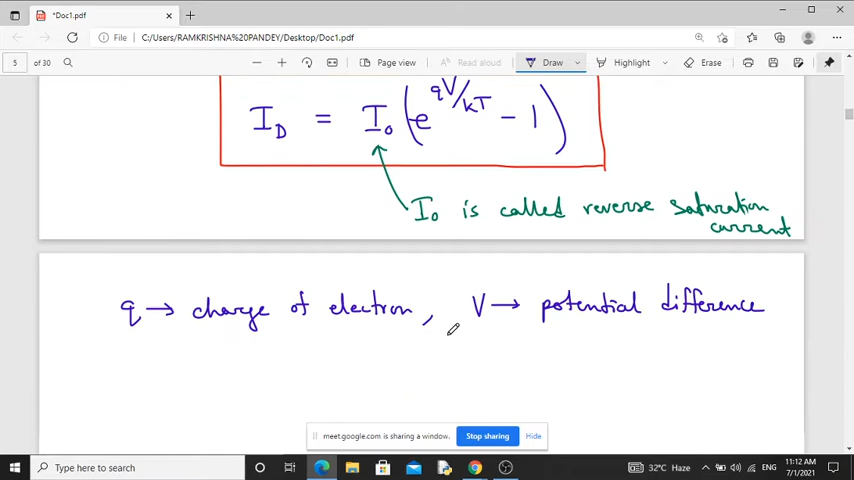 *Doc1.pdf
File C:/Users/RAMKRISHNA%20PANDEY/Desktop/Doc1.pdf
5 of 30 Page view Read aloud Draw Highlight Erase
I_D = I₀ (e^{qV/kT} - 1)
I₀ is called reverse saturation
current
q → charge of electron, V → potential difference
meet.google.com is sharing a window. Stop sharing Hide
Type here to search 32°C Haze ENG 11:12 AM
7/1/2021